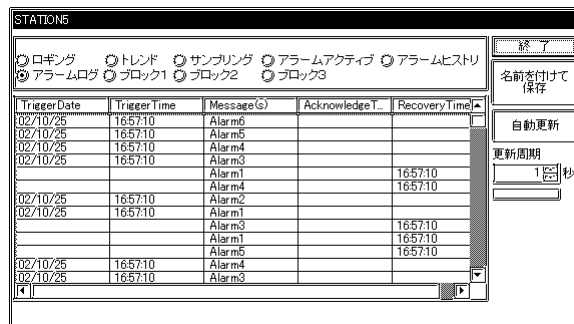 STATION5
ロギング トレンド サンプリング アラームアクティブ アラームヒストリ
アラームログ ブロック1 ブロック2 ブロック3
終 了
名前を付けて
保存
自動更新
更新周期
1 秒
TriggerDate TriggerTime Message(s) AcknowledgeT... RecoveryTime
02/10/25 16:57:10 Alarm6
02/10/25 16:57:10 Alarm5
02/10/25 16:57:10 Alarm4
02/10/25 16:57:10 Alarm3
Alarm1 16:57:10
Alarm4 16:57:10
02/10/25 16:57:10 Alarm2
02/10/25 16:57:10 Alarm1
Alarm3 16:57:10
Alarm1 16:57:10
Alarm5 16:57:10
02/10/25 16:57:10 Alarm4
02/10/25 16:57:10 Alarm3